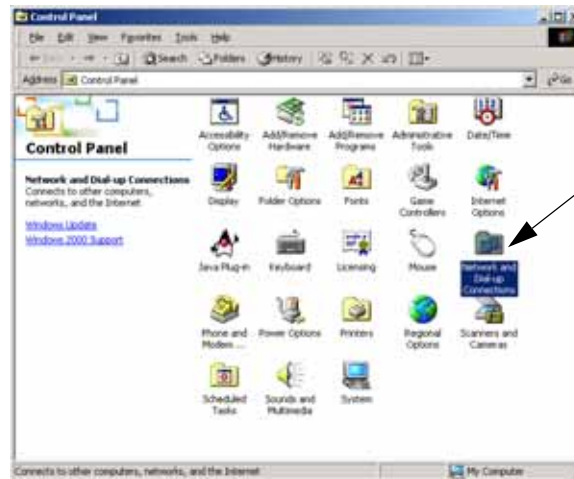 Control Panel
File Edit View Favorites Tools Help
Search Folders History
Address Control Panel Go
Control Panel
Network and Dial-up Connections
Connects to other computers,
networks, and the Internet
Windows Update
Windows 2000 Support
Accessibility
Options
Add/Remove
Hardware
Add/Remove
Programs
Administrative
Tools
Date/Time
Display
Folder Options
Fonts
Game
Controllers
Internet
Options
Java Plug-in
Keyboard
Licensing
Mouse
Network and
Dial-up
Connections
Phone and
Modem ...
Power Options
Printers
Regional
Options
Scanners and
Cameras
Scheduled
Tasks
Sounds and
Multimedia
System
Connects to other computers, networks, and the Internet
My Computer